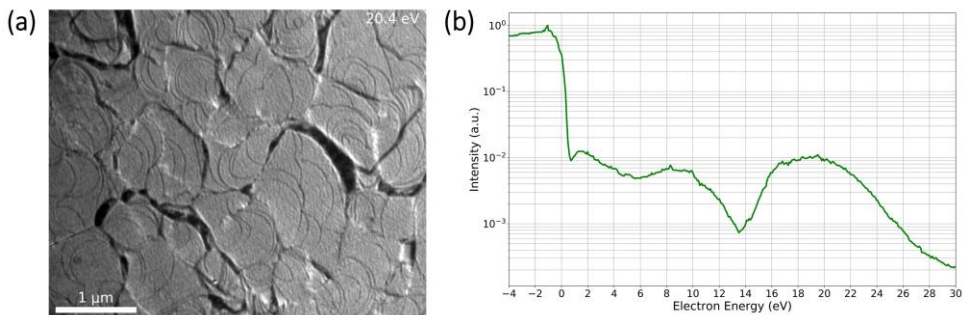 (a)
20.4 eV
1 μm
(b)
Intensity (a.u.)
10⁰
10⁻¹
10⁻²
10⁻³
−4 −2 0 2 4 6 8 10 12 14 16 18 20 22 24 26 28 30
Electron Energy (eV)